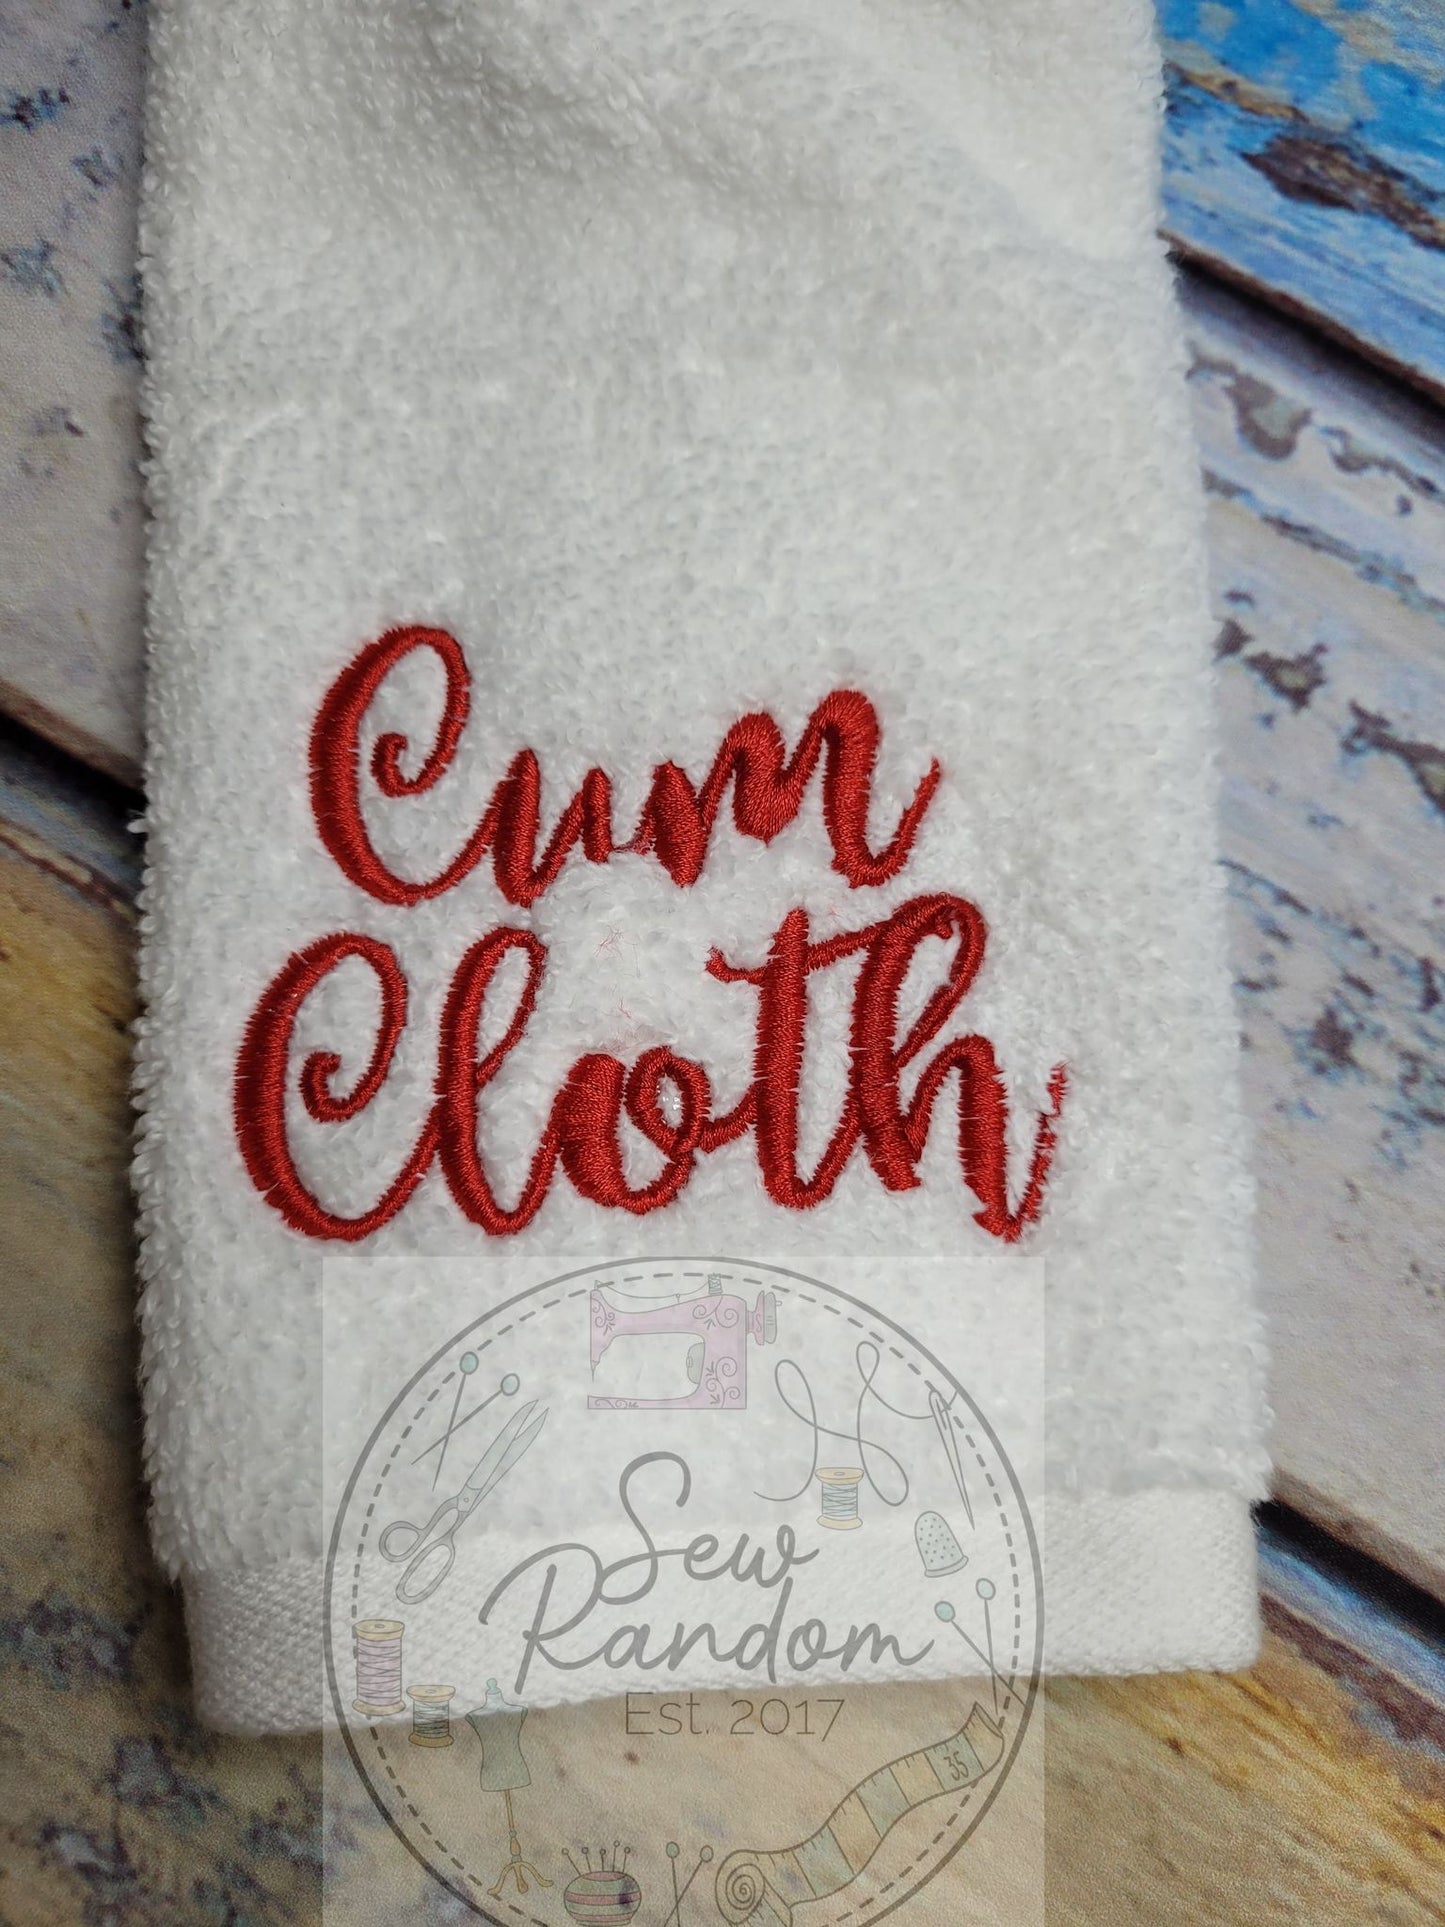 Cum
Cloth
Sew
Random
Est. 2017
35